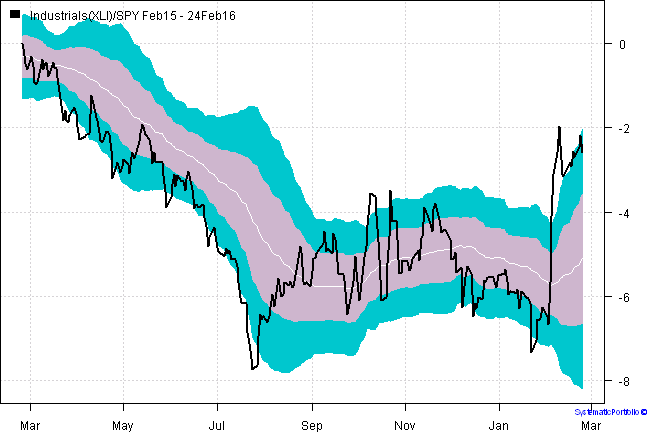 Industrials(XLI)/SPY Feb15 - 24Feb16
0
-2
-4
-6
-8
SystematicPortfolio ©
Mar May Jul Sep Nov Jan Mar